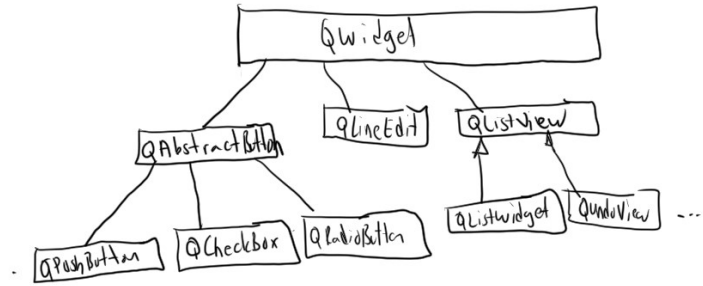 QWidget
QLineEdit
QListView
QAbstractButton
QListwidget
QUndoView
...
QRadioButton
QCheckbox
QPushButton